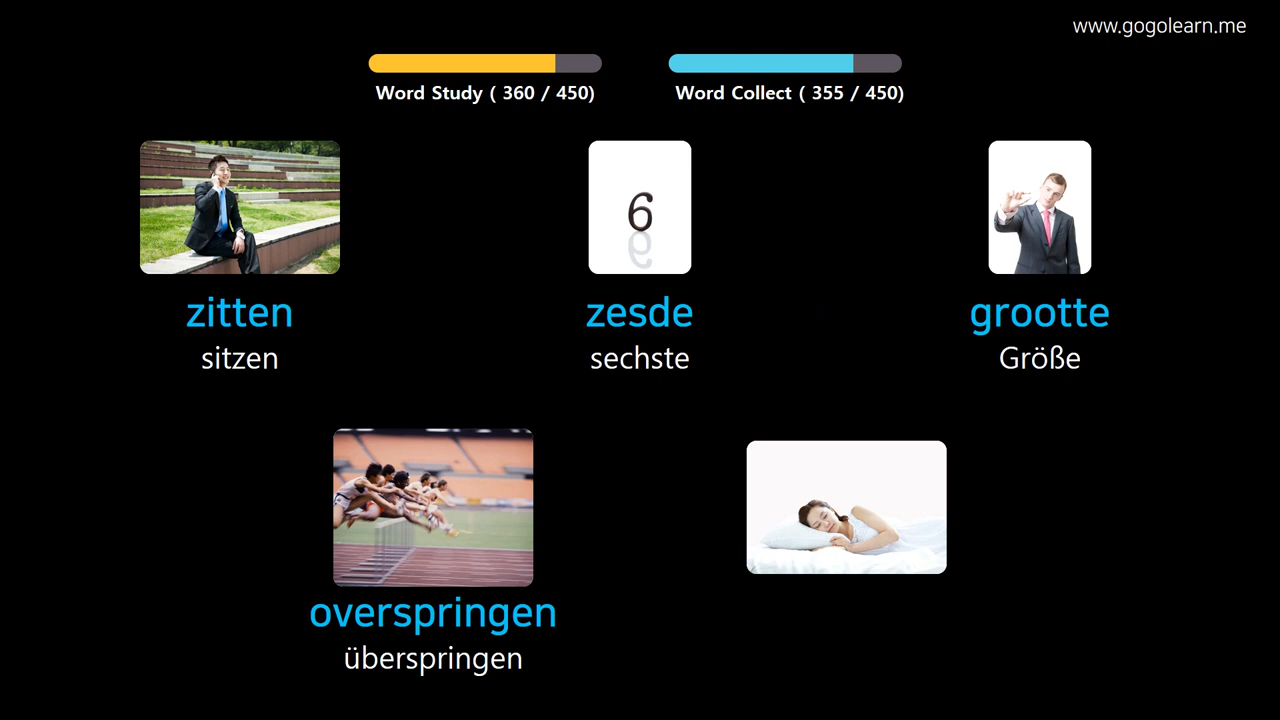 www.gogolearn.me
Word Study ( 360 / 450)
Word Collect ( 355 / 450)
6
zitten
sitzen
zesde
sechste
grootte
Größe
overspringen
überspringen